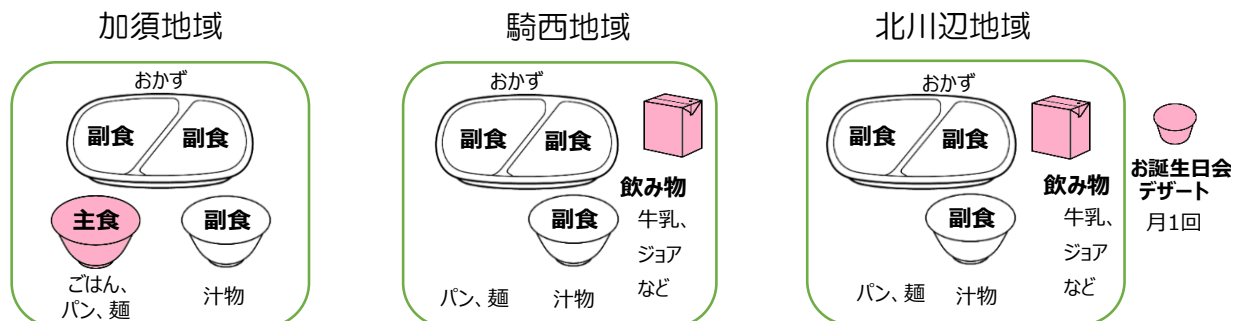 加須地域
おかず
副食
副食
主食
副食
ごはん、
パン、麺
汁物
騎西地域
おかず
副食
副食
飲み物
副食
牛乳、
ジョア
など
パン、麺
汁物
北川辺地域
おかず
副食
副食
飲み物
副食
牛乳、
ジョア
など
パン、麺
汁物
お誕生日会
デザート
月1回